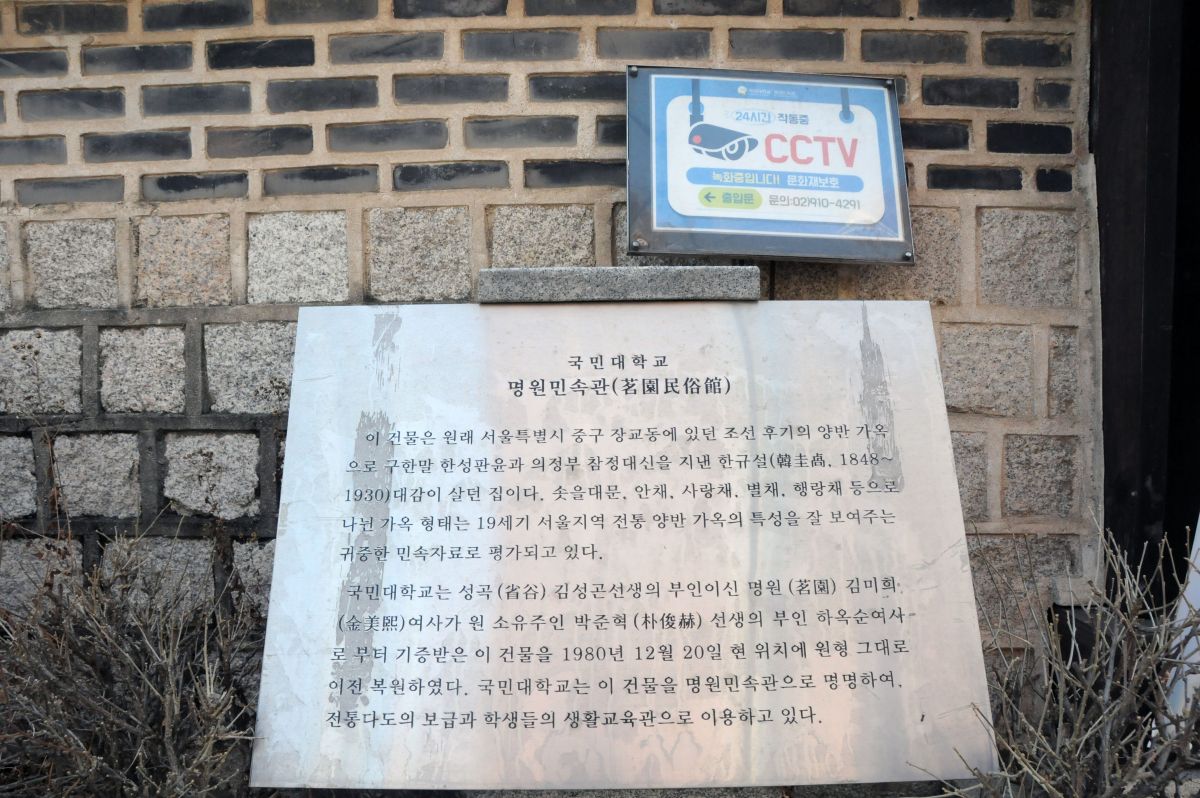 24시간 작동중
CCTV
녹화중입니다! 문화재보호
← 출입문 문의:02)910-4291
국민대학교
명원민속관(茗園民俗館)
이 건물은 원래 서울특별시 중구 장교동에 있던 조선 후기의 양반 가옥
으로 구한말 한성판윤과 의정부 참정대신을 지낸 한규설(韓圭卨, 1848~
1930)대감이 살던 집이다. 솟을대문, 안채, 사랑채, 별채, 행랑채 등으로
나뉜 가옥 형태는 19세기 서울지역 전통 양반 가옥의 특성을 잘 보여주는
귀중한 민속자료로 평가되고 있다.
국민대학교는 성곡(省谷) 김성곤선생의 부인이신 명원(茗園) 김미희
(金美熙)여사가 원 소유주인 박준혁(朴俊赫) 선생의 부인 하옥순여사
로 부터 기증받은 이 건물을 1980년 12월 20일 현 위치에 원형 그대로
이전 복원하였다. 국민대학교는 이 건물을 명원민속관으로 명명하여,
전통다도의 보급과 학생들의 생활교육관으로 이용하고 있다.